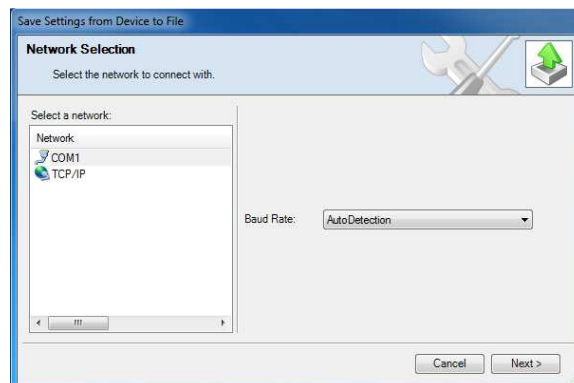 Save Settings from Device to File
Network Selection
Select the network to connect with.
Select a network:
Network
COM1
TCP/IP
Baud Rate:
AutoDetection
Cancel
Next >